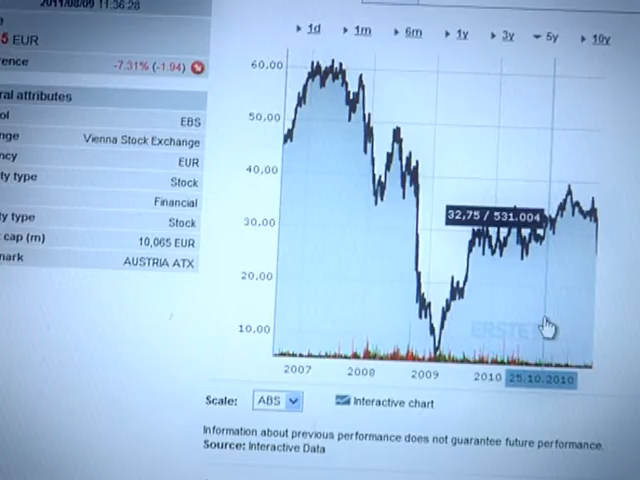 2011/08/09 11:36:28
5 EUR
-7.31% (-1.94)
attributes
EBS
Vienna Stock Exchange
EUR
type
Stock
Financial
type
Stock
cap (m)
10,065 EUR
AUSTRIA ATX
1d
1m
6m
1y
3y
5y
10y
60,00
50,00
40,00
30,00
20,00
10,00
32,75 / 531.004
ERSTE
2007
2008
2009
2010
25.10.2010
Scale:
ABS
Interactive chart
Information about previous performance does not guarantee future performance.
Source: Interactive Data